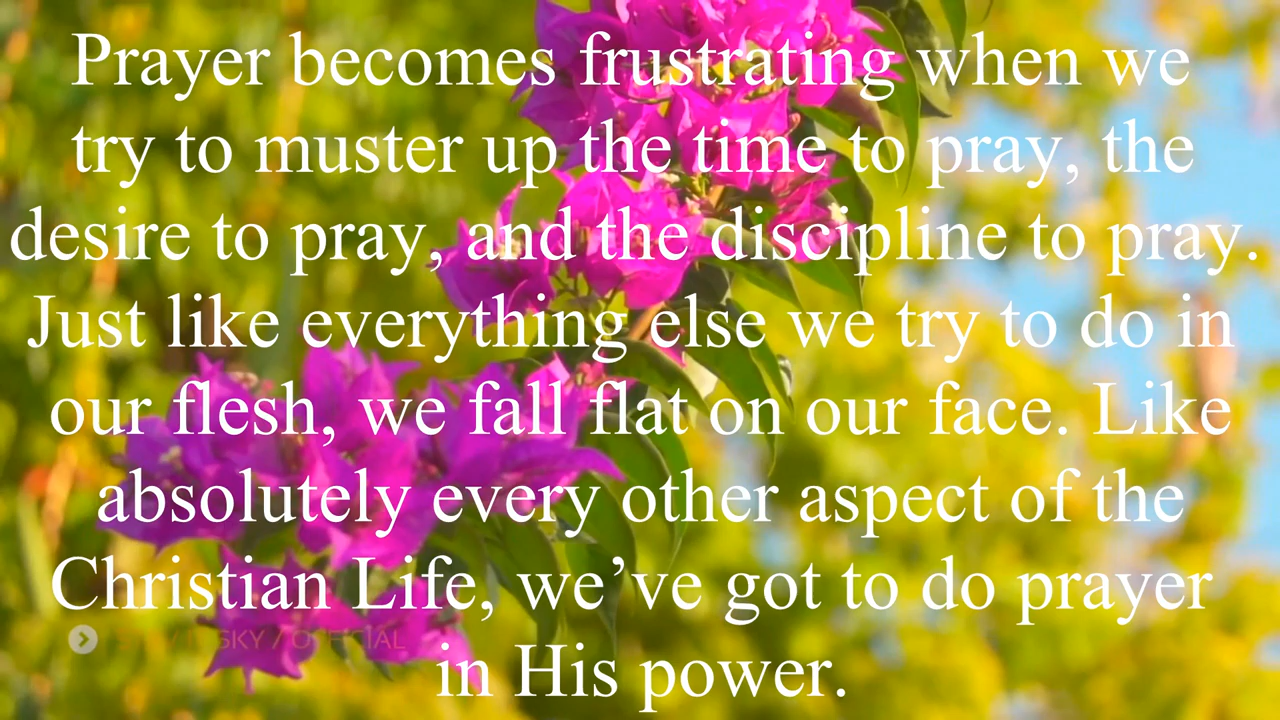 Prayer becomes frustrating when we
try to muster up the time to pray, the
desire to pray, and the discipline to pray.
Just like everything else we try to do in
our flesh, we fall flat on our face. Like
absolutely every other aspect of the
Christian Life, we’ve got to do prayer
in His power.
SKY / OFFICIAL